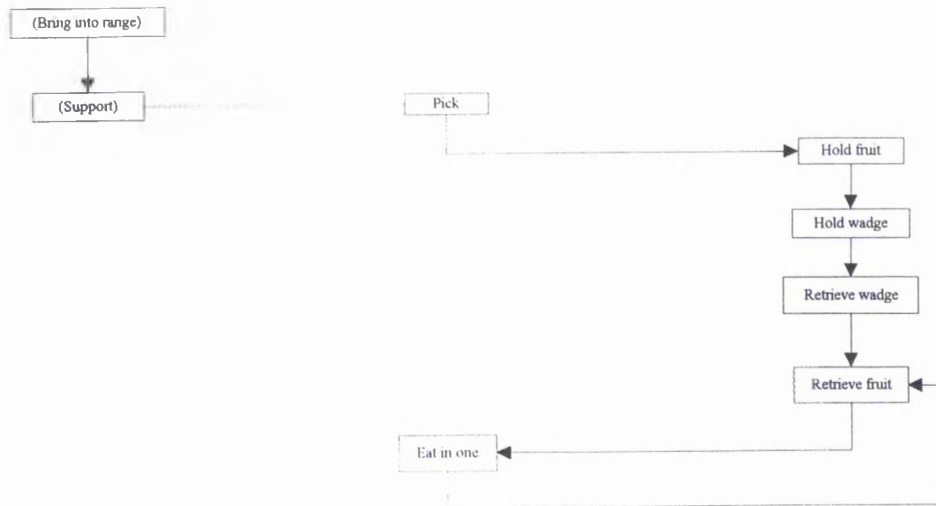 (Bring into range)
(Support)
Pick
Hold fruit
Hold wadge
Retrieve wadge
Retrieve fruit
Eat in one